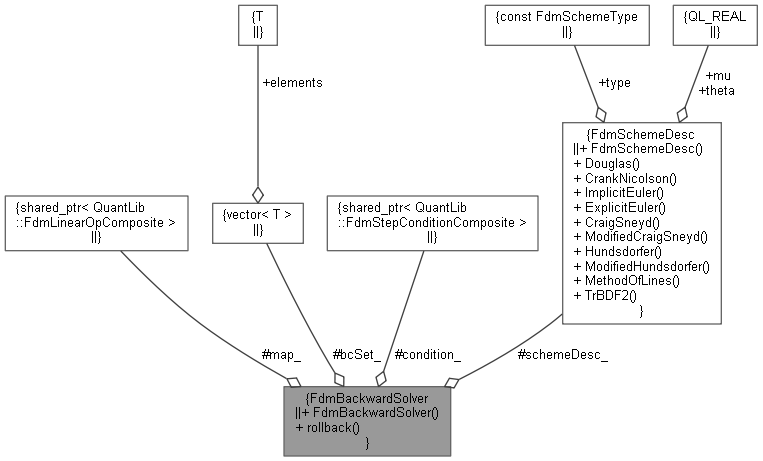 {T
||}
{const FdmSchemeType
||}
{QL_REAL
||}
+elements
+type
+mu
+theta
{FdmSchemeDesc
||+ FdmSchemeDesc()
+ Douglas()
+ CrankNicolson()
+ ImplicitEuler()
+ ExplicitEuler()
+ CraigSneyd()
+ ModifiedCraigSneyd()
+ Hundsdorfer()
+ ModifiedHundsdorfer()
+ MethodOfLines()
+ TrBDF2()
}
{shared_ptr< QuantLib
::FdmLinearOpComposite >
||}
{vector< T >
||}
{shared_ptr< QuantLib
::FdmStepConditionComposite >
||}
#map_
#bcSet_
#condition_
#schemeDesc_
{FdmBackwardSolver
||+ FdmBackwardSolver()
+ rollback()
}